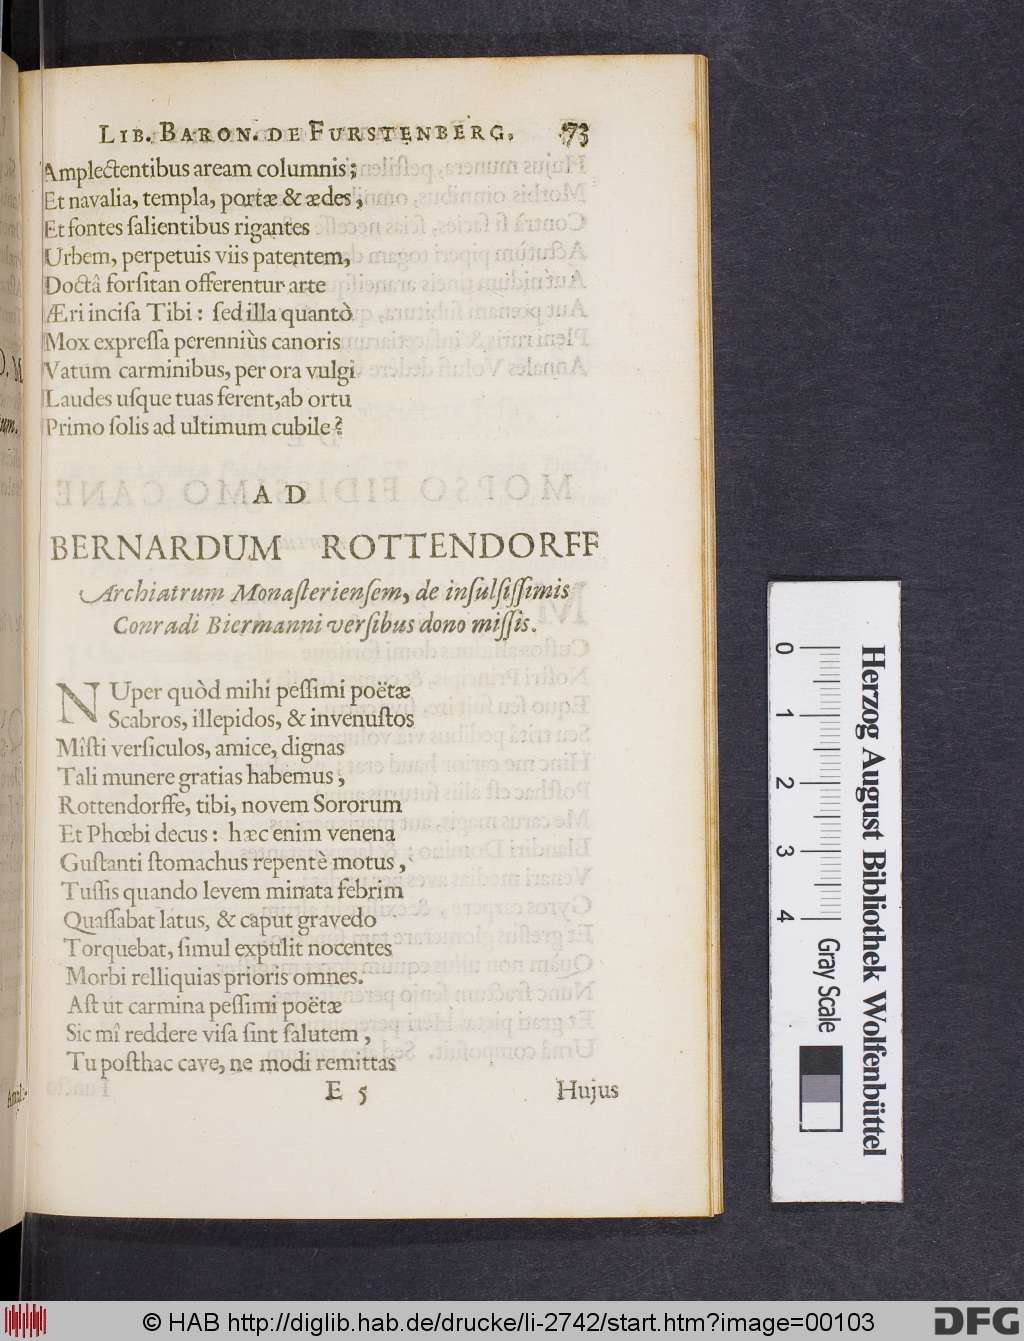 LIB. BARON. DE FURSTENBERG. 73
Amplectentibus aream columnis;
Et navalia, templa, portæ & ædes,
Et fontes ſalientibus rigantes
Urbem, perpetuis viis patentem,
Doctâ forſitan offerentur arte
Æri inciſa Tibi: ſed illa quantò
Mox expreſſa perenniùs canoris
Vatum carminibus, per ora vulgi
Laudes uſque tuas ferent, ab ortu
Primo ſolis ad ultimum cubile?
AD
BERNARDUM ROTTENDORFF
Archiatrum Monaſterienſem, de inſulſiſſimis
Conradi Biermanni verſibus dono miſſis.
NUper quòd mihi peſſimi poëtæ
Scabros, illepidos, & invenuſtos
Mîſti verſiculos, amice, dignas
Tali munere gratias habemus,
Rottendorffe, tibi, novem Sororum
Et Phœbi decus: hæc enim venena
Guſtanti ſtomachus repentè motus,
Tuſſis quando levem minata febrim
Quaſſabat latus, & caput gravedo
Torquebat, ſimul expulit nocentes
Morbi relliquias prioris omnes.
Aſt ut carmina peſſimi poëtæ
Sic mî reddere viſa ſint ſalutem,
Tu poſthac cave, ne modi remittas
E 5 Hujus
0 1 2 3 4
Gray Scale
Herzog August Bibliothek Wolfenbüttel
© HAB http://diglib.hab.de/drucke/li-2742/start.htm?image=00103
DFG